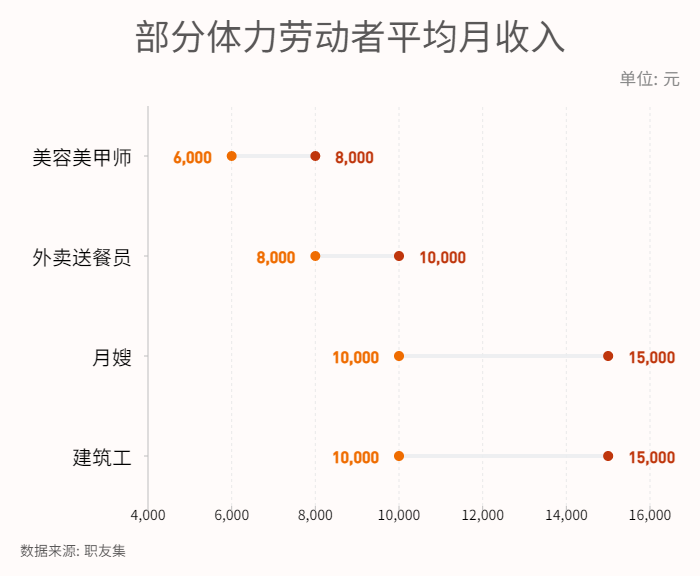 部分体力劳动者平均月收入
单位: 元
美容美甲师 6,000 8,000
外卖送餐员 8,000 10,000
月嫂 10,000 15,000
建筑工 10,000 15,000
4,000 6,000 8,000 10,000 12,000 14,000 16,000
数据来源: 职友集